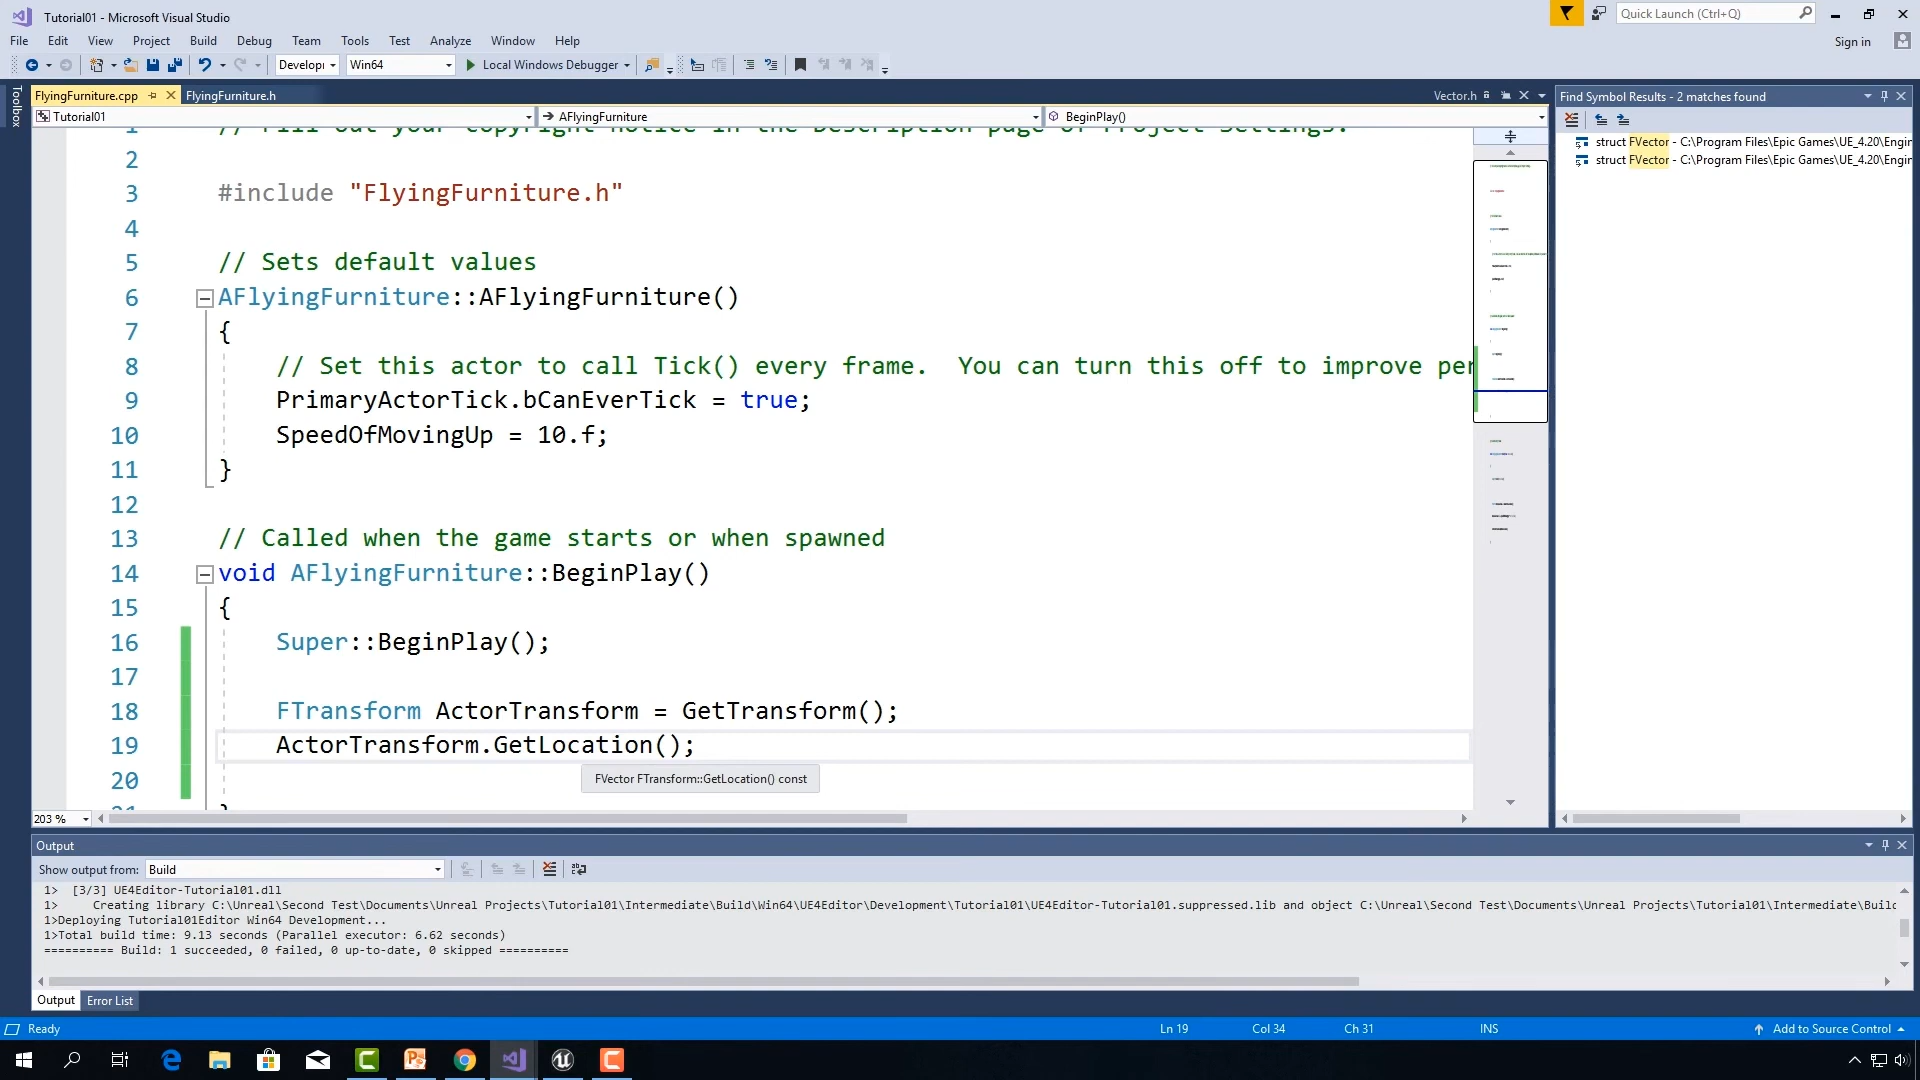 Tutorial01 - Microsoft Visual Studio
Quick Launch (Ctrl+Q)
File Edit View Project Build Debug Team Tools Test Analyze Window Help
Sign in
Develop Win64 Local Windows Debugger
Toolbox
FlyingFurniture.cpp FlyingFurniture.h Vector.h
Tutorial01 AFlyingFurniture BeginPlay()
1 // Fill out your copyright notice in the Description page of Project Settings.
2
3 #include "FlyingFurniture.h"
4
5 // Sets default values
6 AFlyingFurniture::AFlyingFurniture()
7 {
8 // Set this actor to call Tick() every frame.  You can turn this off to improve per
9 PrimaryActorTick.bCanEverTick = true;
10 SpeedOfMovingUp = 10.f;
11 }
12
13 // Called when the game starts or when spawned
14 void AFlyingFurniture::BeginPlay()
15 {
16 Super::BeginPlay();
17
18 FTransform ActorTransform = GetTransform();
19 ActorTransform.GetLocation();
FVector FTransform::GetLocation() const
20
21 }
203 %
Find Symbol Results - 2 matches found
struct FVector - C:\Program Files\Epic Games\UE_4.20\Engin
struct FVector - C:\Program Files\Epic Games\UE_4.20\Engin
Output
Show output from: Build
1>  [3/3] UE4Editor-Tutorial01.dll
1>     Creating library C:\Unreal\Second Test\Documents\Unreal Projects\Tutorial01\Intermediate\Build\Win64\UE4Editor\Development\Tutorial01\UE4Editor-Tutorial01.suppressed.lib and object C:\Unreal\Second Test\Documents\Unreal Projects\Tutorial01\Intermediate\Build
1>Deploying Tutorial01Editor Win64 Development...
1>Total build time: 9.13 seconds (Parallel executor: 6.62 seconds)
========== Build: 1 succeeded, 0 failed, 0 up-to-date, 0 skipped ==========
Output Error List
Ready Ln 19 Col 34 Ch 31 INS Add to Source Control